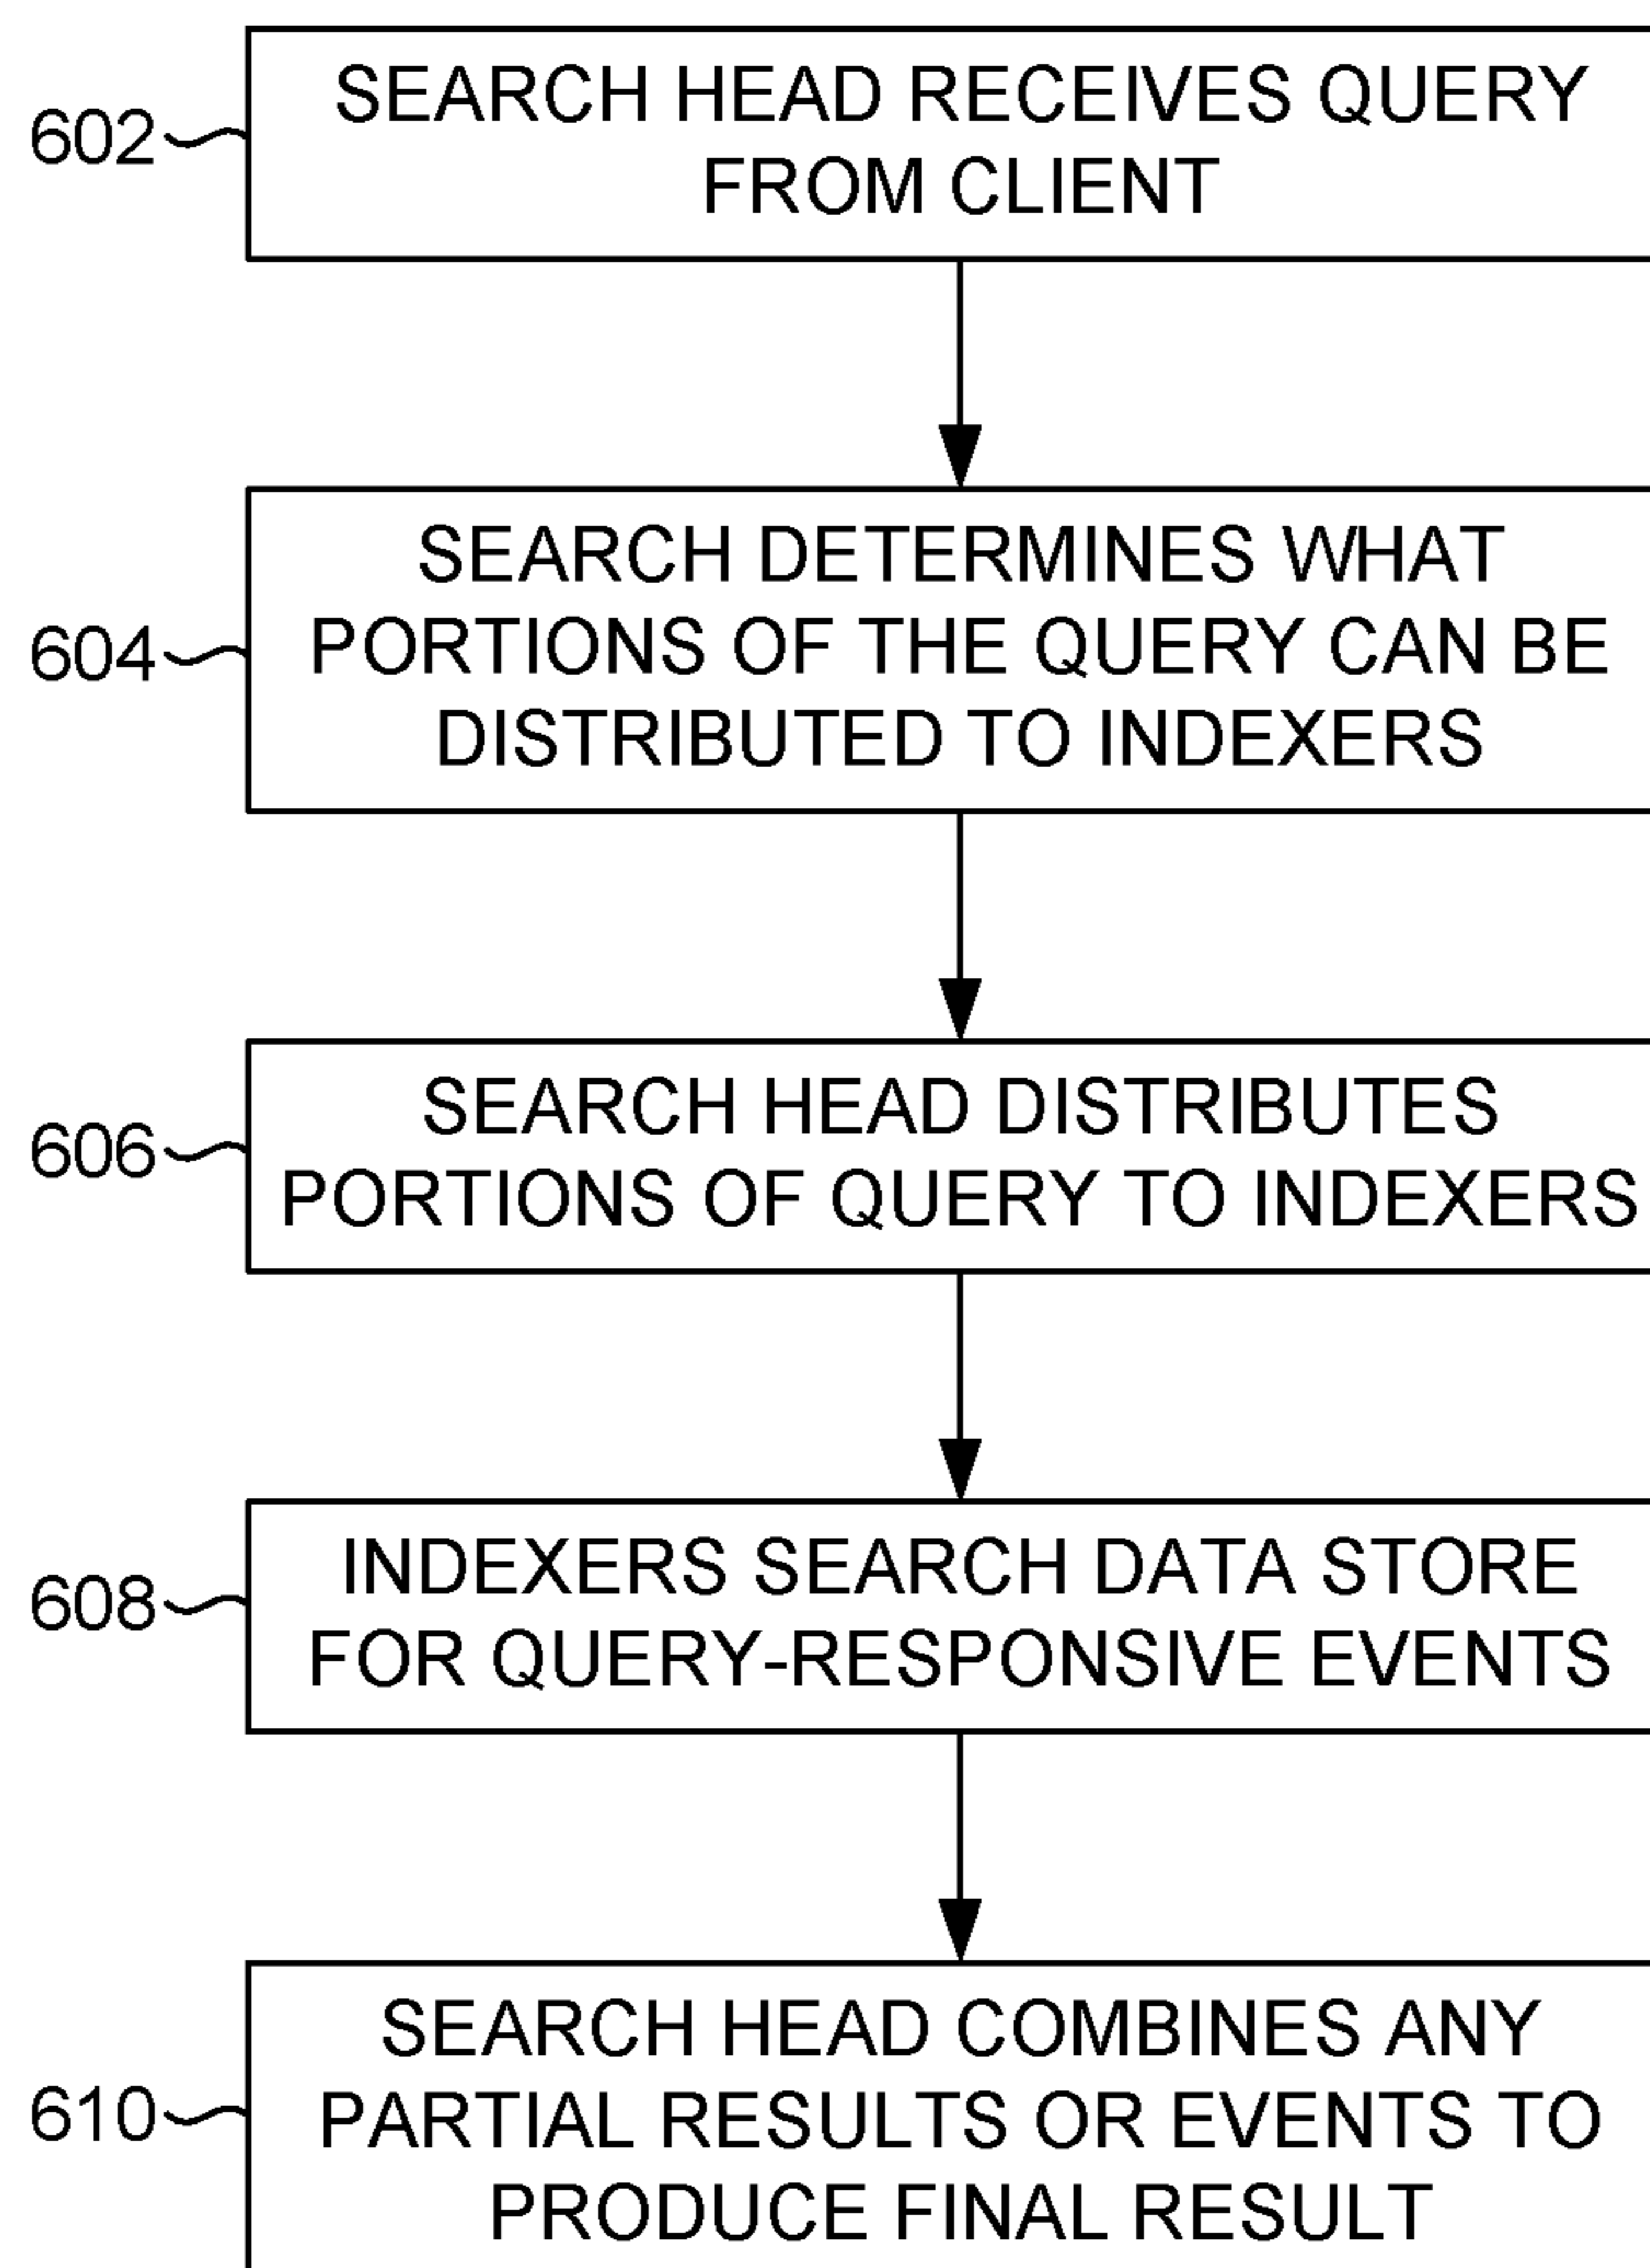 602
SEARCH HEAD RECEIVES QUERY
FROM CLIENT
604
SEARCH DETERMINES WHAT
PORTIONS OF THE QUERY CAN BE
DISTRIBUTED TO INDEXERS
606
SEARCH HEAD DISTRIBUTES
PORTIONS OF QUERY TO INDEXERS
608
INDEXERS SEARCH DATA STORE
FOR QUERY-RESPONSIVE EVENTS
610
SEARCH HEAD COMBINES ANY
PARTIAL RESULTS OR EVENTS TO
PRODUCE FINAL RESULT